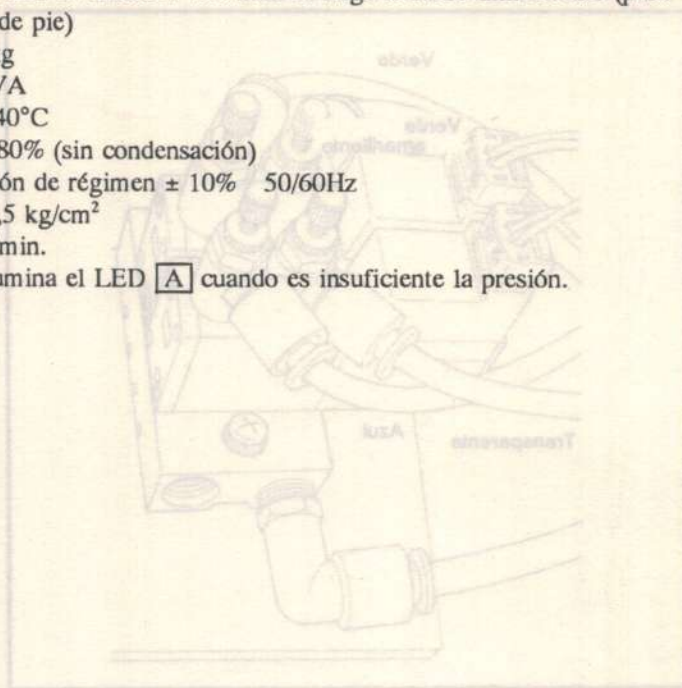 de pie)
g
VA
40°C
80% (sin condensación)
ón de régimen ± 10% 50/60Hz
,5 kg/cm²
min.
mina el LED A cuando es insuficiente la presión.
Verde
Verde
amarillento
Azul
Transparente